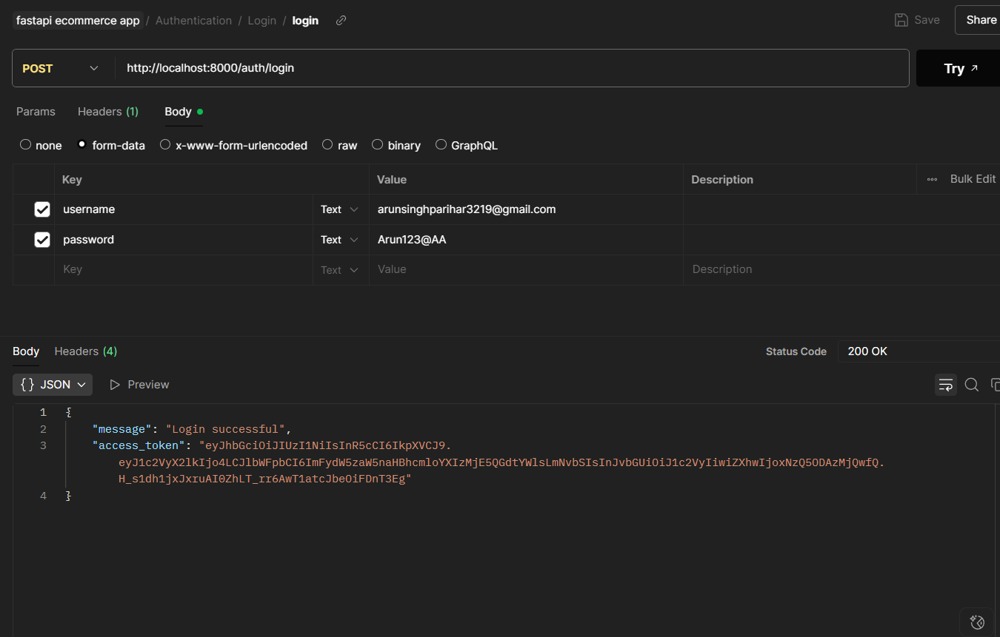 fastapi ecommerce app / Authentication / Login / login Save Share
POST http://localhost:8000/auth/login Try
Params Headers (1) Body
none form-data x-www-form-urlencoded raw binary GraphQL
Key Value Description Bulk Edit
username Text arunsinghparihar3219@gmail.com
password Text Arun123@AA
Key Text Value Description
Body Headers (4) Status Code 200 OK
{} JSON Preview
1 {
2 "message": "Login successful",
3 "access_token": "eyJhbGciOiJIUzI1NiIsInR5cCI6IkpXVCJ9.
eyJ1c2VyX2lkIjo4LCJlbWFpbCI6ImFydW5zaW5naHBhcmloYXIzMjE5QGdtYWlsLmNvbSIsInJvbGUiOiJ1c2VyIiwiZXhwIjoxNzQ5ODAzMjQwfQ.
H_s1dh1jxJxruAI0ZhLT_rr6AwT1atcJbeOiFDnT3Eg"
4 }